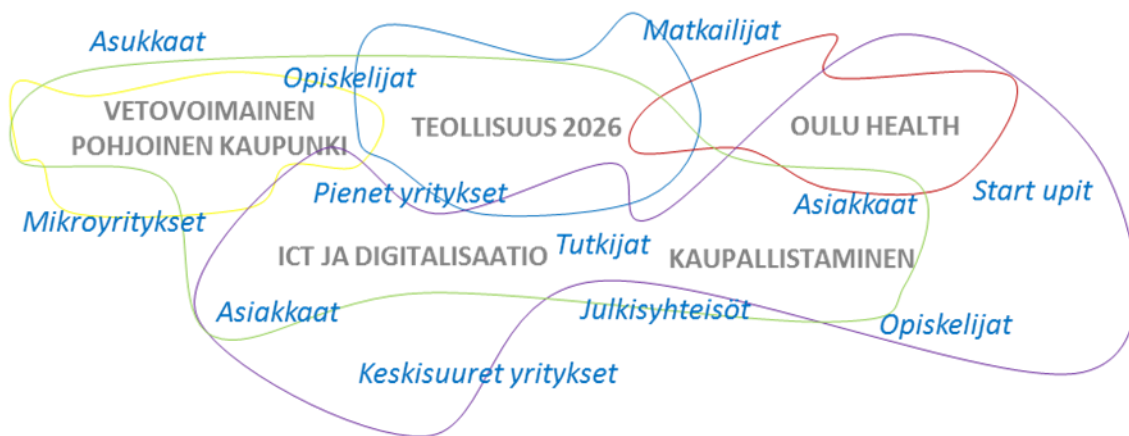 Asukkaat
Matkailijat
Opiskelijat
VETOVOIMAINEN
POHJOINEN KAUPUNKI
TEOLLISUUS 2026
OULU HEALTH
Pienet yritykset
Mikroyritykset
Asiakkaat
Start upit
ICT JA DIGITALISAATIO
Tutkijat
KAUPALLISTAMINEN
Asiakkaat
Julkisyhteisöt
Opiskelijat
Keskisuuret yritykset